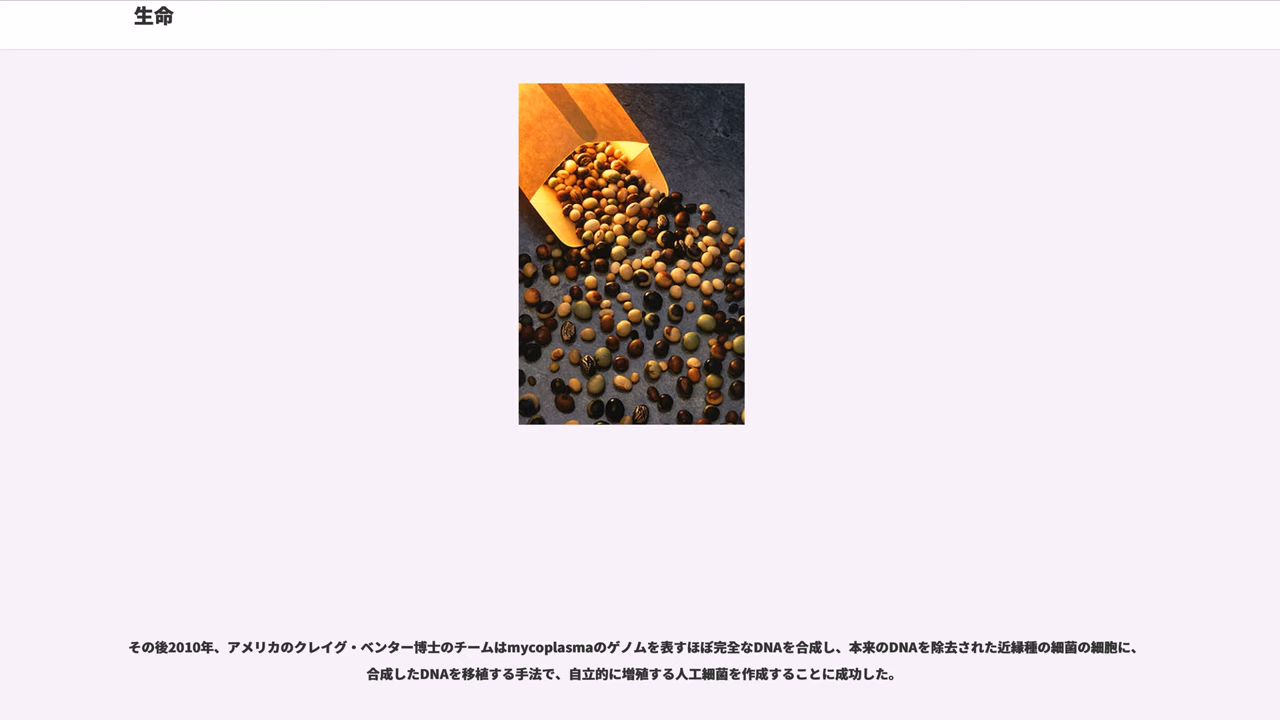 生命
その後2010年、アメリカのクレイグ・ベンター博士のチームはmycoplasmaのゲノムを表すほぼ完全なDNAを合成し、本来のDNAを除去された近縁種の細菌の細胞に、
合成したDNAを移植する手法で、自立的に増殖する人工細菌を作成することに成功した。